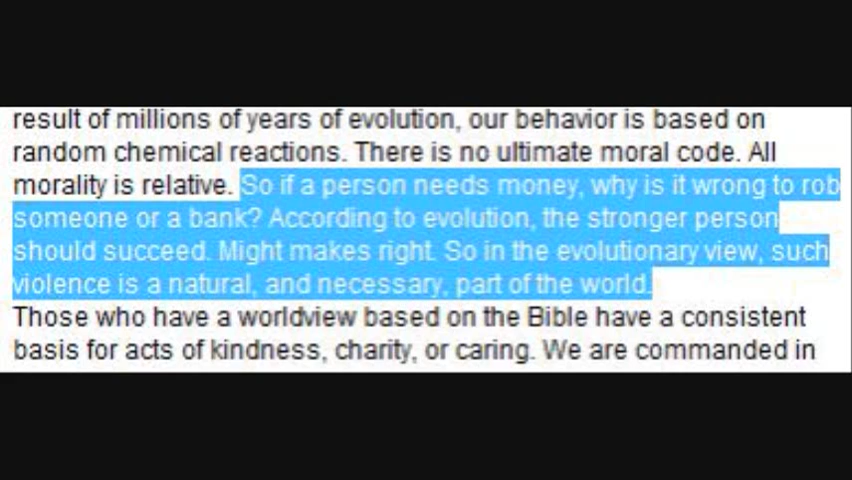 result of millions of years of evolution, our behavior is based on
random chemical reactions. There is no ultimate moral code. All
morality is relative. So if a person needs money, why is it wrong to rob
someone or a bank? According to evolution, the stronger person
should succeed. Might makes right. So in the evolutionary view, such
violence is a natural, and necessary, part of the world.
Those who have a worldview based on the Bible have a consistent
basis for acts of kindness, charity, or caring. We are commanded in